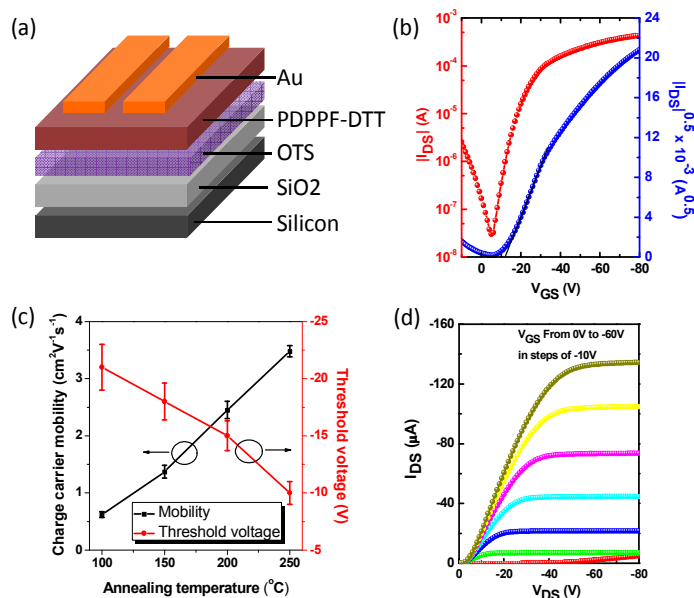 (a)
Au
PDPPF-DTT
OTS
SiO2
Silicon
(b)
10⁻³
10⁻⁴
10⁻⁵
10⁻⁶
10⁻⁷
10⁻⁸
|I_DS| (A)
24
20
16
12
8
4
0
|I_DS|^0.5 × 10⁻³ (A^0.5)
0 -20 -40 -60 -80
V_GS (V)
(c)
Charge carrier mobility (cm²V⁻¹s⁻¹)
4
3
2
1
0
-25
-20
-15
-10
-5
Threshold voltage (V)
Mobility
Threshold voltage
100 150 200 250
Annealing temperature (°C)
(d)
V_GS From 0V to -60V
in steps of -10V
-160
-120
-80
-40
0
I_DS (μA)
0 -20 -40 -60 -80
V_DS (V)